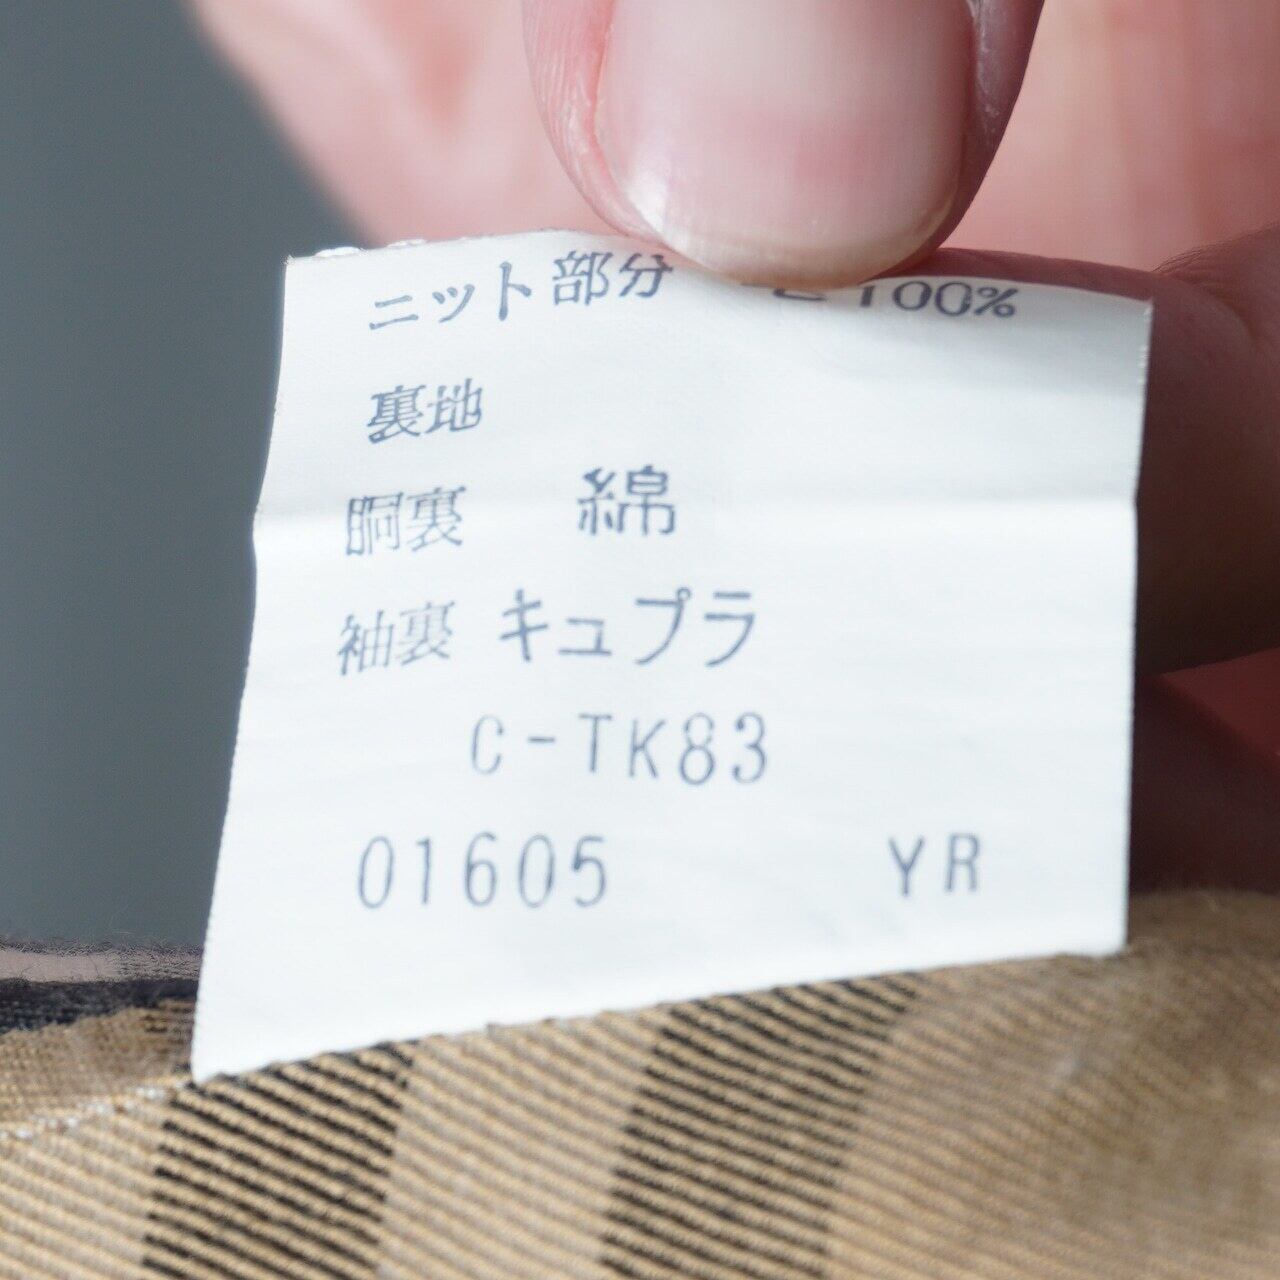 ニット部分 100%
裏地
胴裏 綿
袖裏 キュプラ
C-TK83
01605 YR